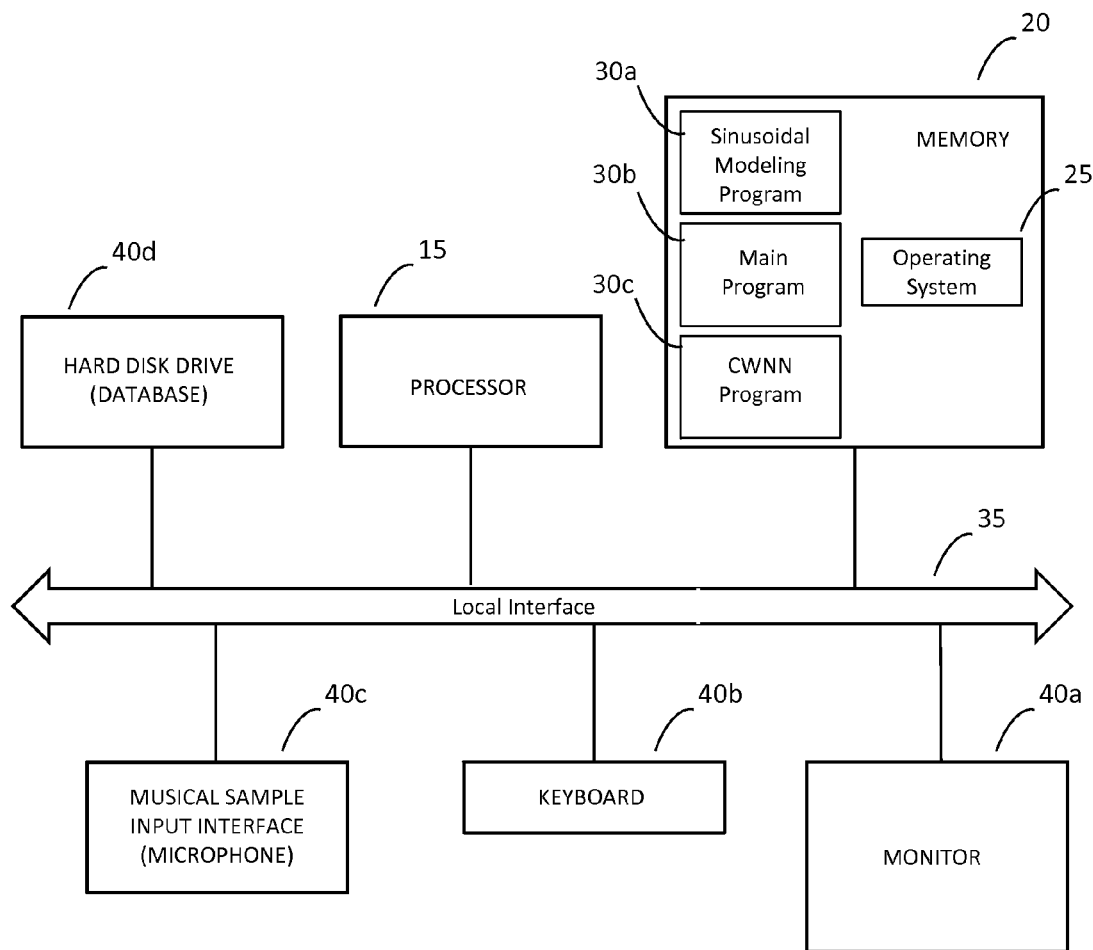 20
30a
Sinusoidal
Modeling
Program
MEMORY
30b
25
Main
Program
Operating
System
40d
15
30c
HARD DISK DRIVE
(DATABASE)
PROCESSOR
CWNN
Program
35
Local Interface
40c
40b
40a
MUSICAL SAMPLE
INPUT INTERFACE
(MICROPHONE)
KEYBOARD
MONITOR